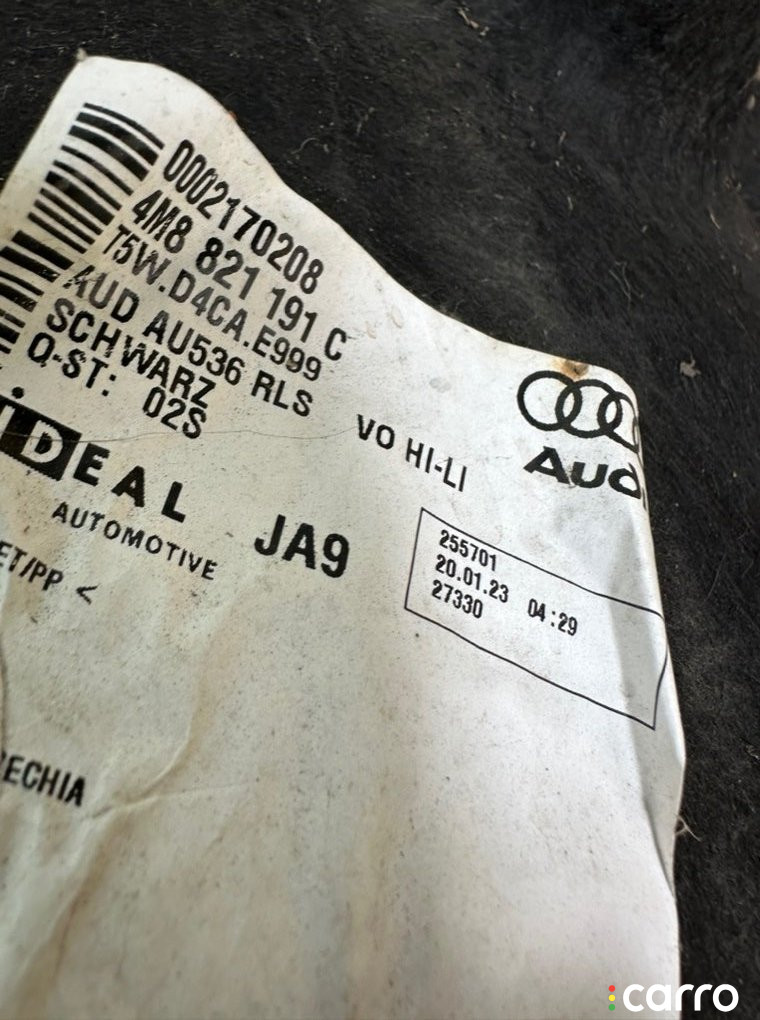 0002170208
4M8 821 191 C
T5W.D4CA.E999
AUD AU536 RLS VO HI-LI
SCHWARZ
Q-ST: 02S
IDEAL
AUTOMOTIVE
JA9
Audi
255701
20.01.23 04:29
27330
ET/PP <
ECHIA
carro